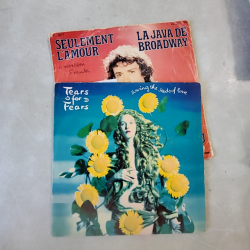 SEULEMENT
L'AMOUR
LA JAVA DE
BROADWAY
Tears
for
Fears
sowing the seeds of love